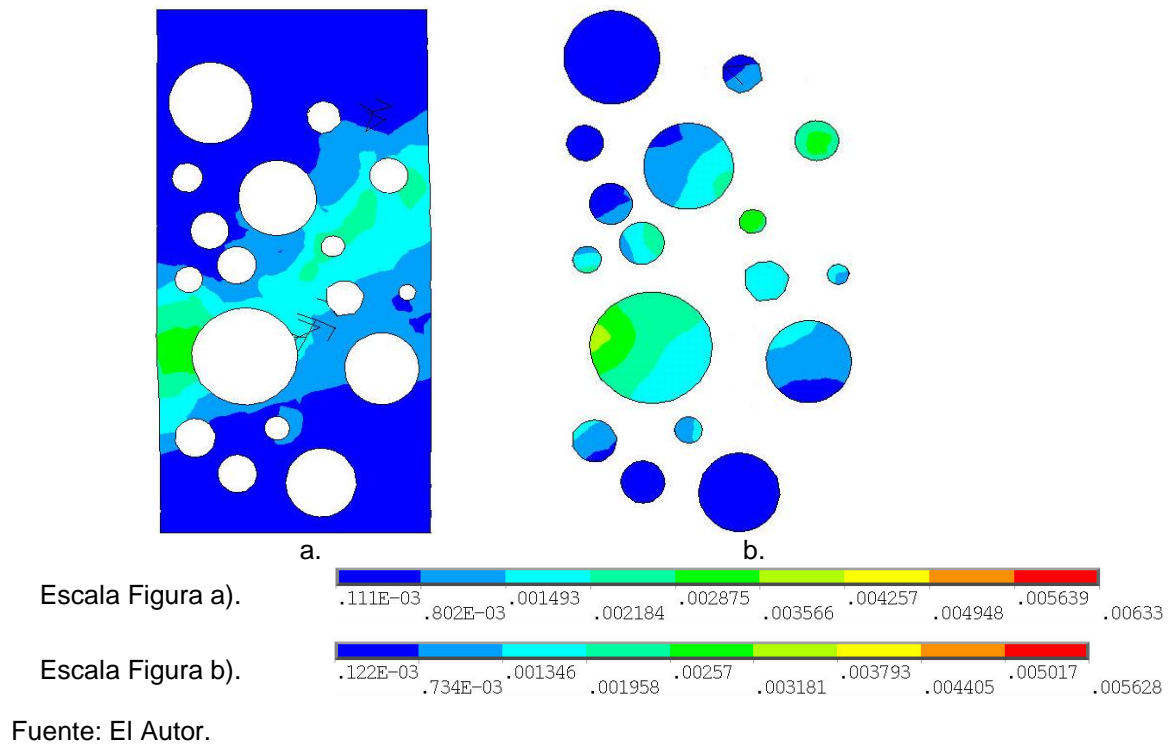 a.
b.
Escala Figura a).
.111E-03
.802E-03
.001493
.002184
.002875
.003566
.004257
.004948
.005639
.00633
Escala Figura b).
.122E-03
.734E-03
.001346
.001958
.00257
.003181
.003793
.004405
.005017
.005628
Fuente: El Autor.